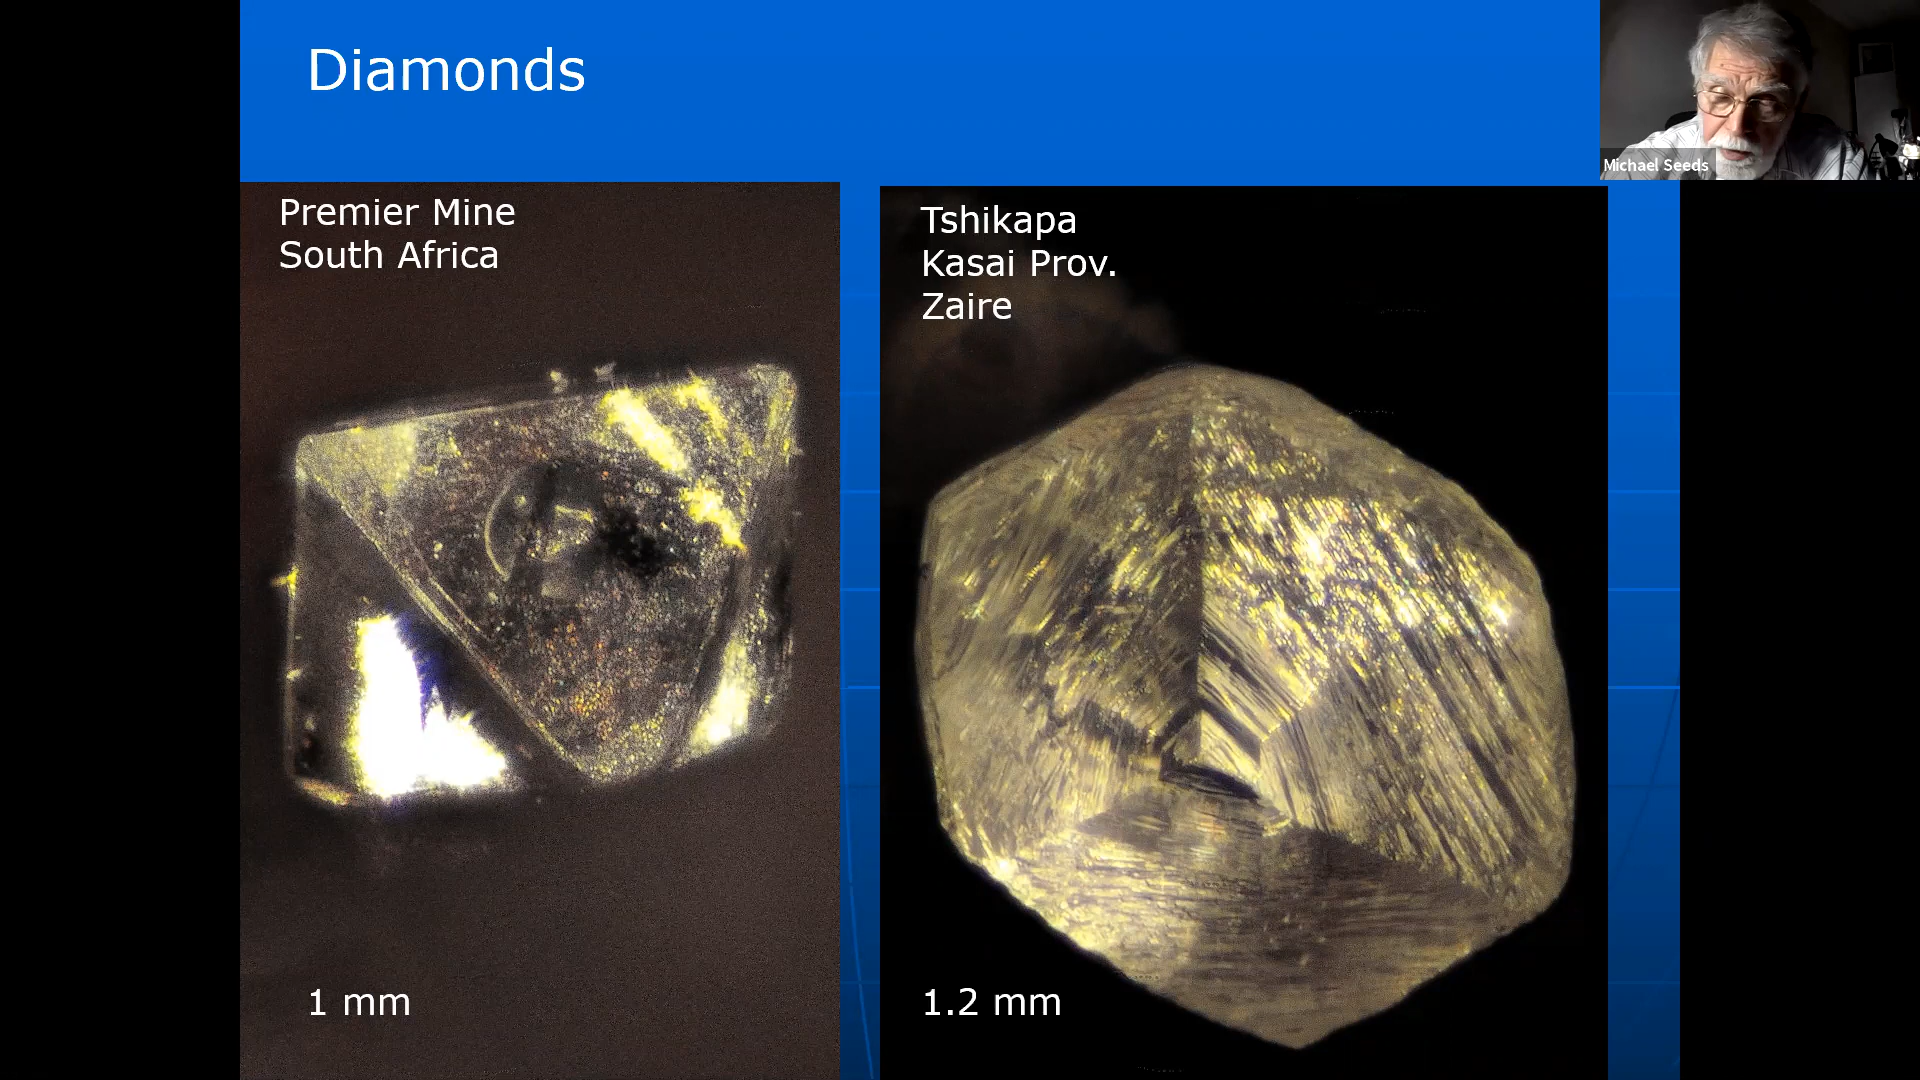 Diamonds
Michael Seeds
Premier Mine
South Africa
Tshikapa
Kasai Prov.
Zaire
1 mm
1.2 mm